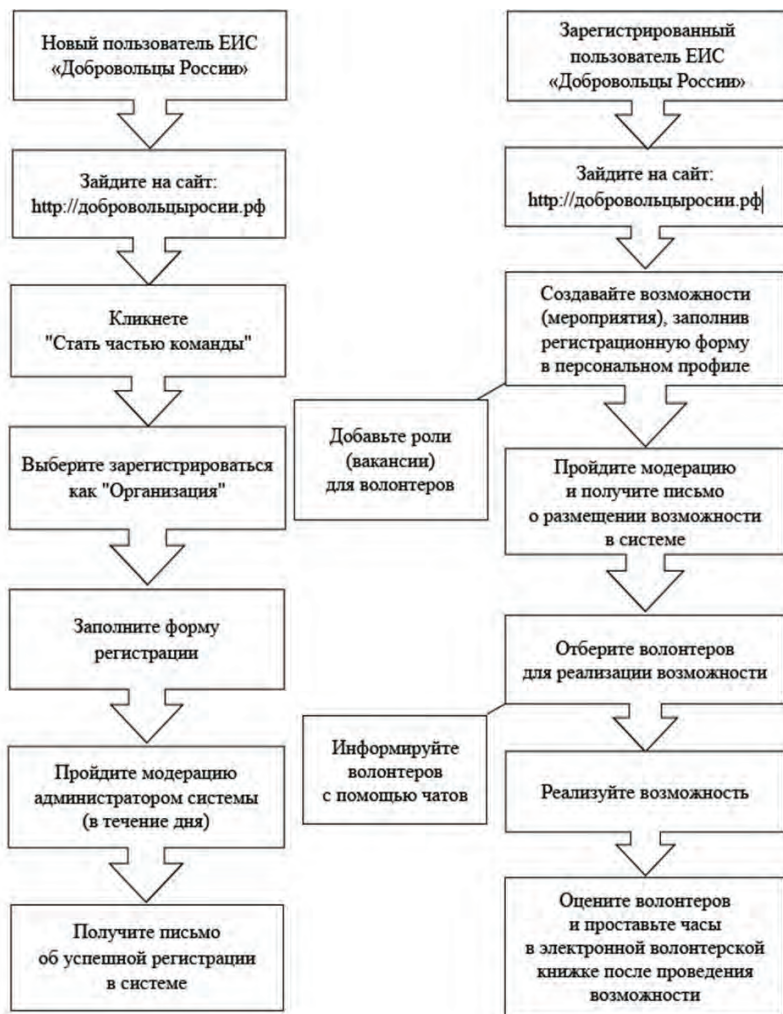 Новый пользователь ЕИС
«Добровольцы России»
Зайдите на сайт:
http://добровольцыросии.рф
Кликнете
"Стать частью команды"
Выберите зарегистрироваться
как "Организация"
Заполните форму
регистрации
Пройдите модерацию
администратором системы
(в течение дня)
Получите письмо
об успешной регистрации
в системе
Зарегистрированный
пользователь ЕИС
«Добровольцы России»
Зайдите на сайт:
http://добровольцыросии.рф
Создавайте возможности
(мероприятия), заполнив
регистрационную форму
в персональном профиле
Добавьте роли
(вакансии)
для волонтеров
Пройдите модерацию
и получите письмо
о размещении возможности
в системе
Отберите волонтеров
для реализации возможности
Информируйте
волонтеров
с помощью чатов
Реализуйте возможность
Оцените волонтеров
и проставьте часы
в электронной волонтерской
книжке после проведения
возможности